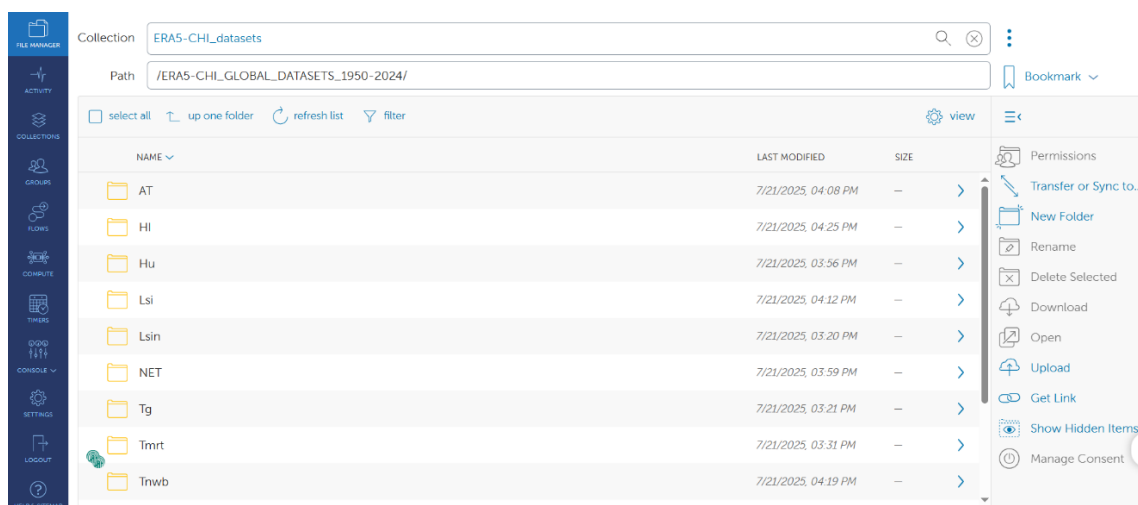 FILE MANAGER
ACTIVITY
COLLECTIONS
GROUPS
FLOWS
COMPUTE
TIMERS
CONSOLE
SETTINGS
LOGOUT
Collection ERA5-CHI_datasets
Path /ERA5-CHI_GLOBAL_DATASETS_1950-2024/
Bookmark
select all up one folder refresh list filter view
NAME LAST MODIFIED SIZE
AT 7/21/2025, 04:08 PM —
HI 7/21/2025, 04:25 PM —
Hu 7/21/2025, 03:56 PM —
Lsi 7/21/2025, 04:12 PM —
Lsin 7/21/2025, 03:20 PM —
NET 7/21/2025, 03:59 PM —
Tg 7/21/2025, 03:21 PM —
Tmrt 7/21/2025, 03:31 PM —
Tnwb 7/21/2025, 04:19 PM —
Permissions
Transfer or Sync to..
New Folder
Rename
Delete Selected
Download
Open
Upload
Get Link
Show Hidden Items
Manage Consent